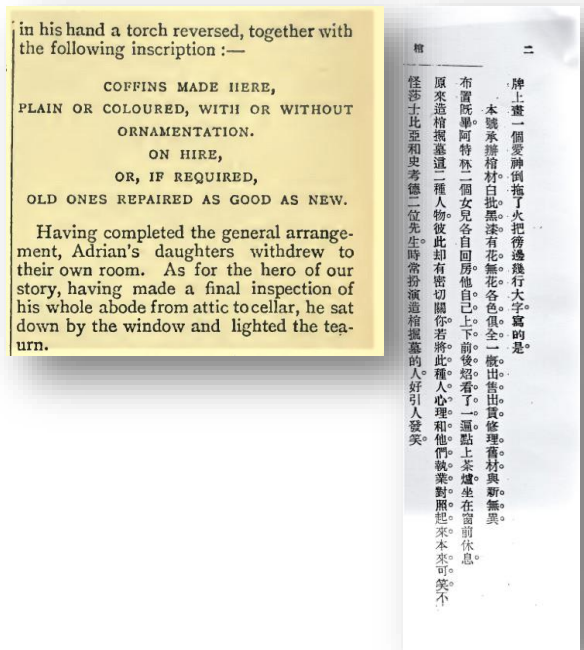 in his hand a torch reversed, together with
the following inscription :—
COFFINS MADE HERE,
PLAIN OR COLOURED, WITH OR WITHOUT
ORNAMENTATION.
ON HIRE,
OR, IF REQUIRED,
OLD ONES REPAIRED AS GOOD AS NEW.
Having completed the general arrange-
ment, Adrian's daughters withdrew to
their own room. As for the hero of our
story, having made a final inspection of
his whole abode from attic to cellar, he sat
down by the window and lighted the tea-
urn.
二
牌上畫一個愛神倒拖了火把徬邊幾行大字。寫的是。
本號承辦棺材。白批黑漆。有花無花。各色俱全。一概出售出賃。修理舊材。與新無異。
布置旣畢。阿特林二個女兒。各自回房。他自己上下前後炤看了一遍。點上茶爐。坐在窗前休息。
原來造棺掘墓這二種人物。彼此却有密切關你。若將此種人心理和他們執業對照起來。本來可笑。不
怪莎士比亞和史考德二位先生。時常扮演造棺掘墓的人。好引人發笑。
棺